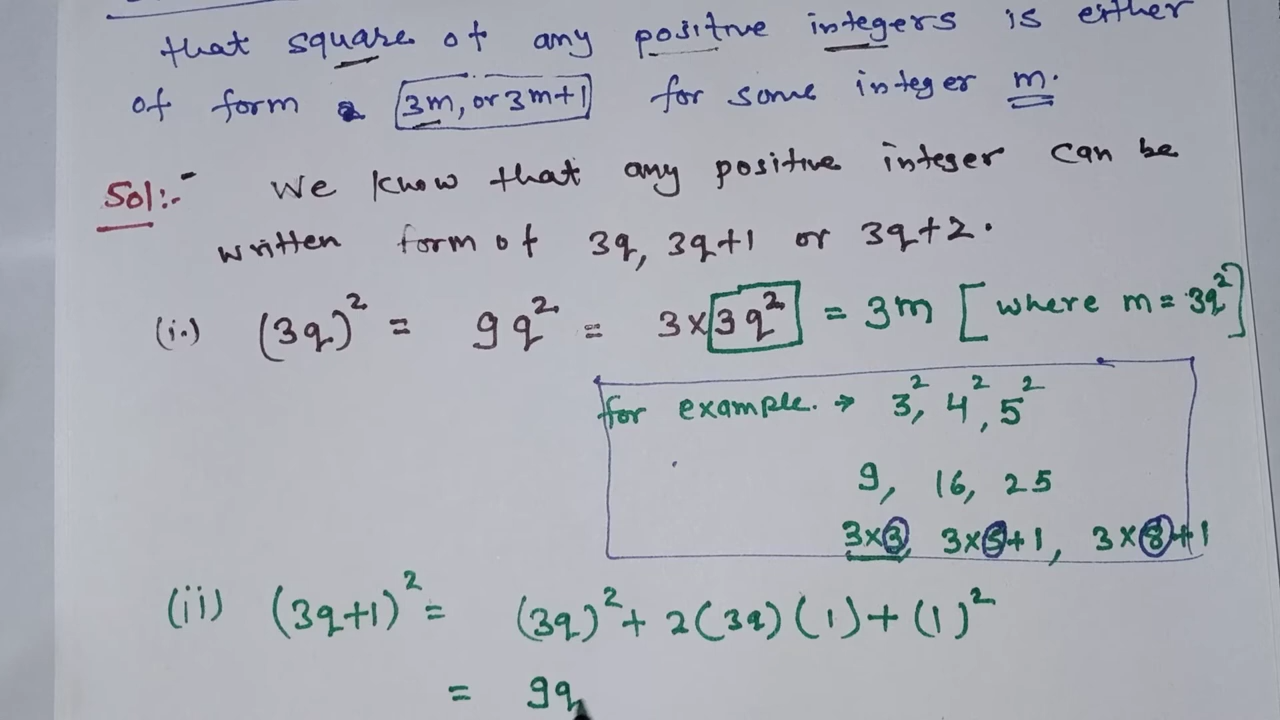 that square of any positive integers is either
of form 3m, or 3m+1 for some integer m.
Sol:- We know that any positive integer can be
written form of 3q, 3q+1 or 3q+2.
(i.) (3q)² = 9q² = 3×3q² = 3m [where m = 3q²]
for example. → 3², 4², 5²
9, 16, 25
3×3, 3×5+1, 3×8+1
(ii) (3q+1)² = (3q)² + 2(3q)(1) + (1)²
= 9q